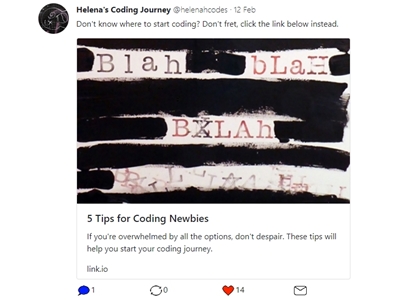 Helena's Coding Journey @helenahcodes · 12 Feb
Don't know where to start coding? Don't fret, click the link below instead.
Blah bLaH
BXLAh
5 Tips for Coding Newbies
If you're overwhelmed by all the options, don't despair. These tips will
help you start your coding journey.
link.io
1 0 14